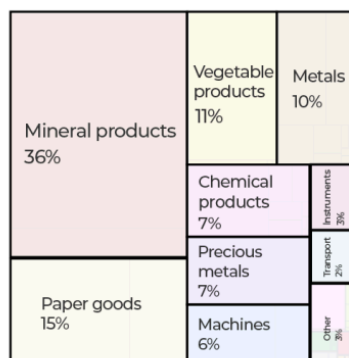 Mineral products
36%
Vegetable
products
11%
Metals
10%
Chemical
products
7%
Instruments
3%
Precious
metals
7%
Transport
2%
Paper goods
15%
Machines
6%
Other
3%